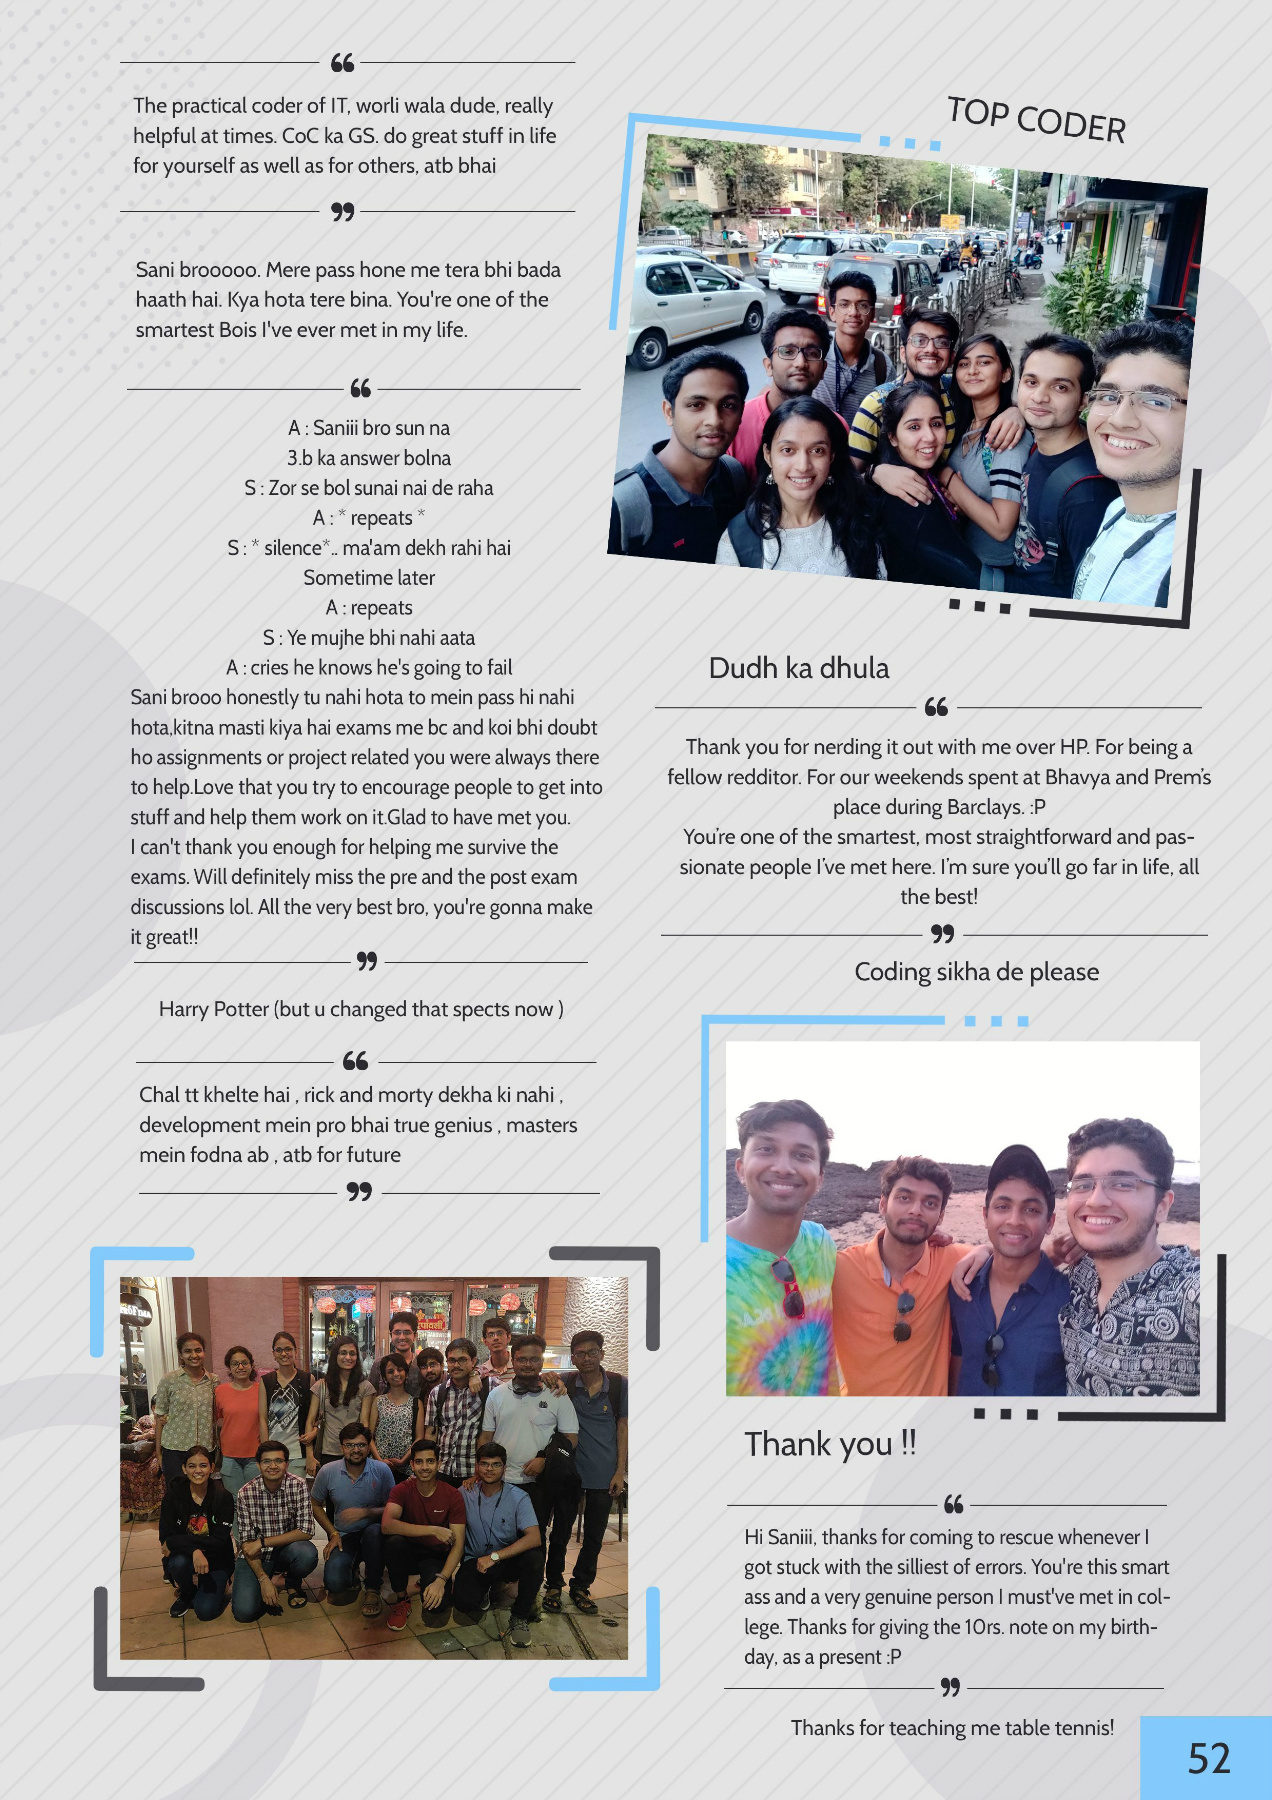 The practical coder of IT, worli wala dude, really
helpful at times. CoC ka GS. do great stuff in life
for yourself as well as for others, atb bhai
Sani brooooo. Mere pass hone me tera bhi bada
haath hai. Kya hota tere bina. You're one of the
smartest Bois I've ever met in my life.
A : Saniii bro sun na
3.b ka answer bolna
S : Zor se bol sunai nai de raha
A : * repeats *
S : * silence*.. ma'am dekh rahi hai
Sometime later
A : repeats
S : Ye mujhe bhi nahi aata
A : cries he knows he's going to fail
Sani brooo honestly tu nahi hota to mein pass hi nahi
hota,kitna masti kiya hai exams me bc and koi bhi doubt
ho assignments or project related you were always there
to help.Love that you try to encourage people to get into
stuff and help them work on it.Glad to have met you.
I can't thank you enough for helping me survive the
exams. Will definitely miss the pre and the post exam
discussions lol. All the very best bro, you're gonna make
it great!!
Harry Potter (but u changed that spects now )
Chal tt khelte hai , rick and morty dekha ki nahi ,
development mein pro bhai true genius , masters
mein fodna ab , atb for future
TOP CODER
Dudh ka dhula
Thank you for nerding it out with me over HP. For being a
fellow redditor. For our weekends spent at Bhavya and Prem's
place during Barclays. :P
You're one of the smartest, most straightforward and pas-
sionate people I've met here. I'm sure you'll go far in life, all
the best!
Coding sikha de please
Thank you !!
Hi Saniii, thanks for coming to rescue whenever I
got stuck with the silliest of errors. You're this smart
ass and a very genuine person I must've met in col-
lege. Thanks for giving the 10rs. note on my birth-
day, as a present :P
Thanks for teaching me table tennis!
52